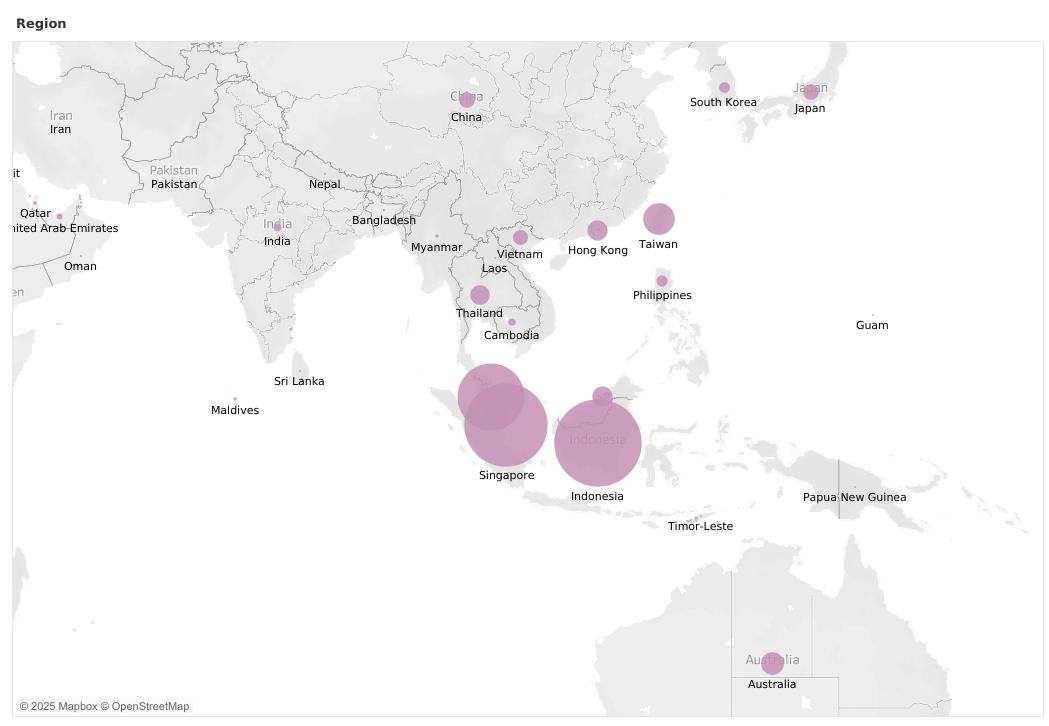 Region
China
China
Japan
South Korea
Japan
Iran
Iran
Pakistan
Pakistan
it
Nepal
Qatar
Bangladesh
India
India
nited Arab Emirates
Myanmar
Hong Kong
Taiwan
Vietnam
Laos
Oman
en
Philippines
Thailand
Guam
Cambodia
Sri Lanka
Maldives
Indonesia
Singapore
Indonesia
Papua New Guinea
Timor-Leste
Australia
Australia
© 2025 Mapbox © OpenStreetMap